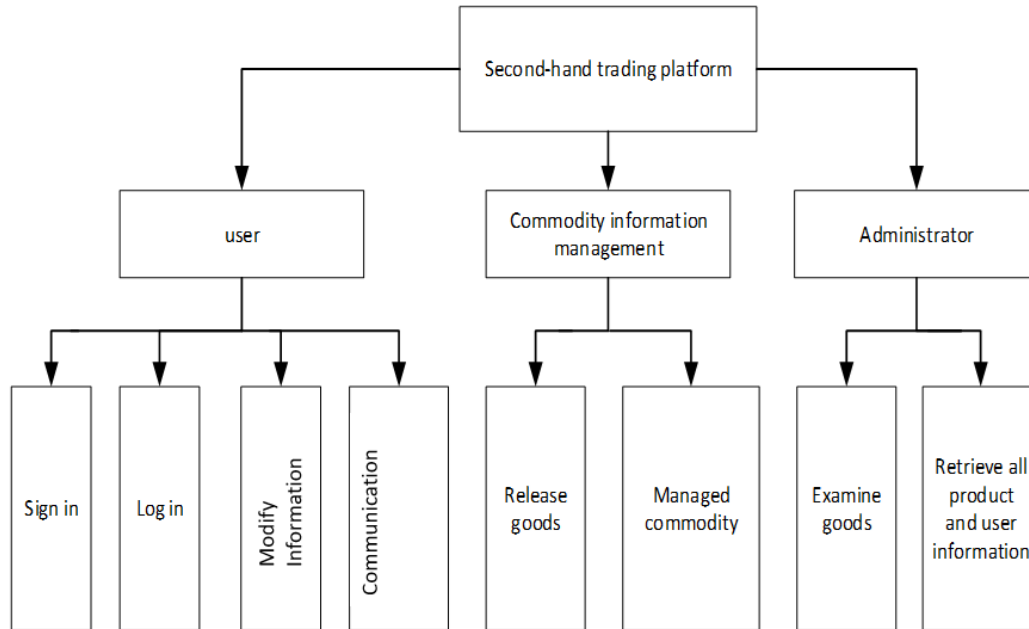 Second-hand trading platform
user
Commodity information
management
Administrator
Sign in
Log in
Modify
Information
Communication
Release
goods
Managed
commodity
Examine
goods
Retrieve all
product
and user
information